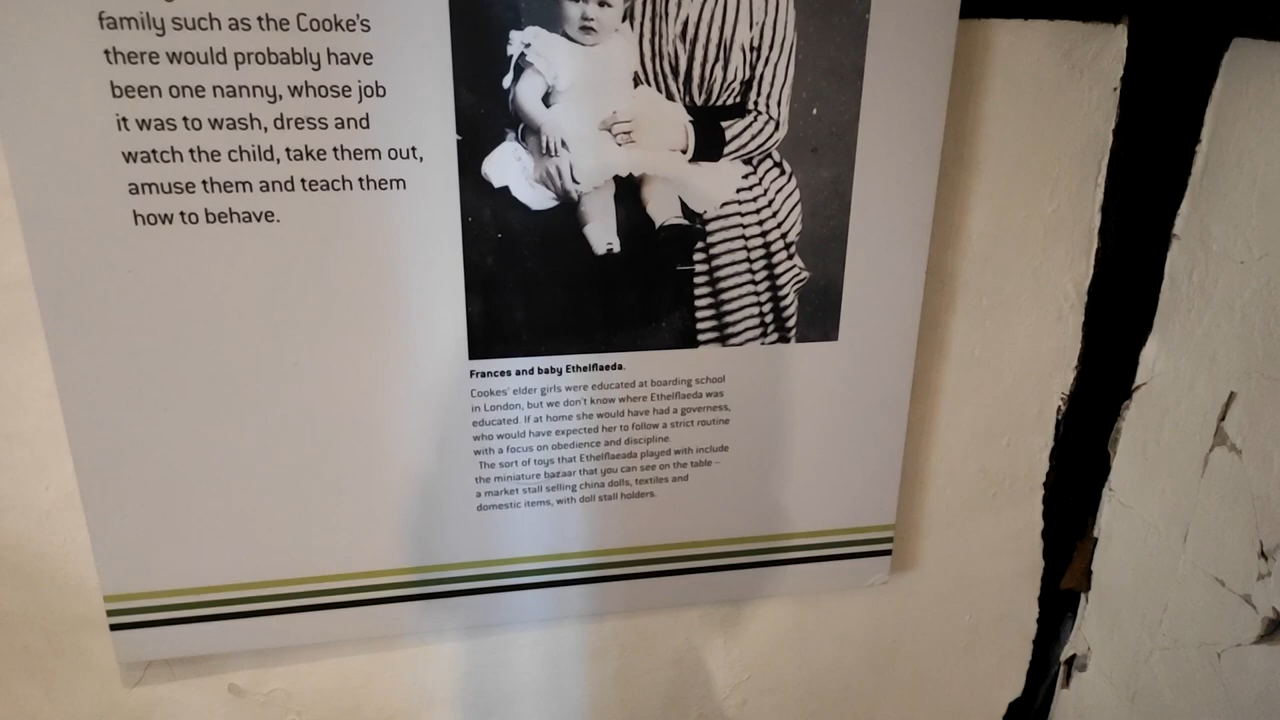 family such as the Cooke's
there would probably have
been one nanny, whose job
it was to wash, dress and
watch the child, take them out,
amuse them and teach them
how to behave.
Frances and baby Ethelflaeda.
Cookes' elder girls were educated at boarding school
in London, but we don't know where Ethelflaeda was
educated. If at home she would have had a governess,
who would have expected her to follow a strict routine
with a focus on obedience and discipline.
The sort of toys that Ethelflaeada played with include
the miniature bazaar that you can see on the table –
a market stall selling china dolls, textiles and
domestic items, with doll stall holders.